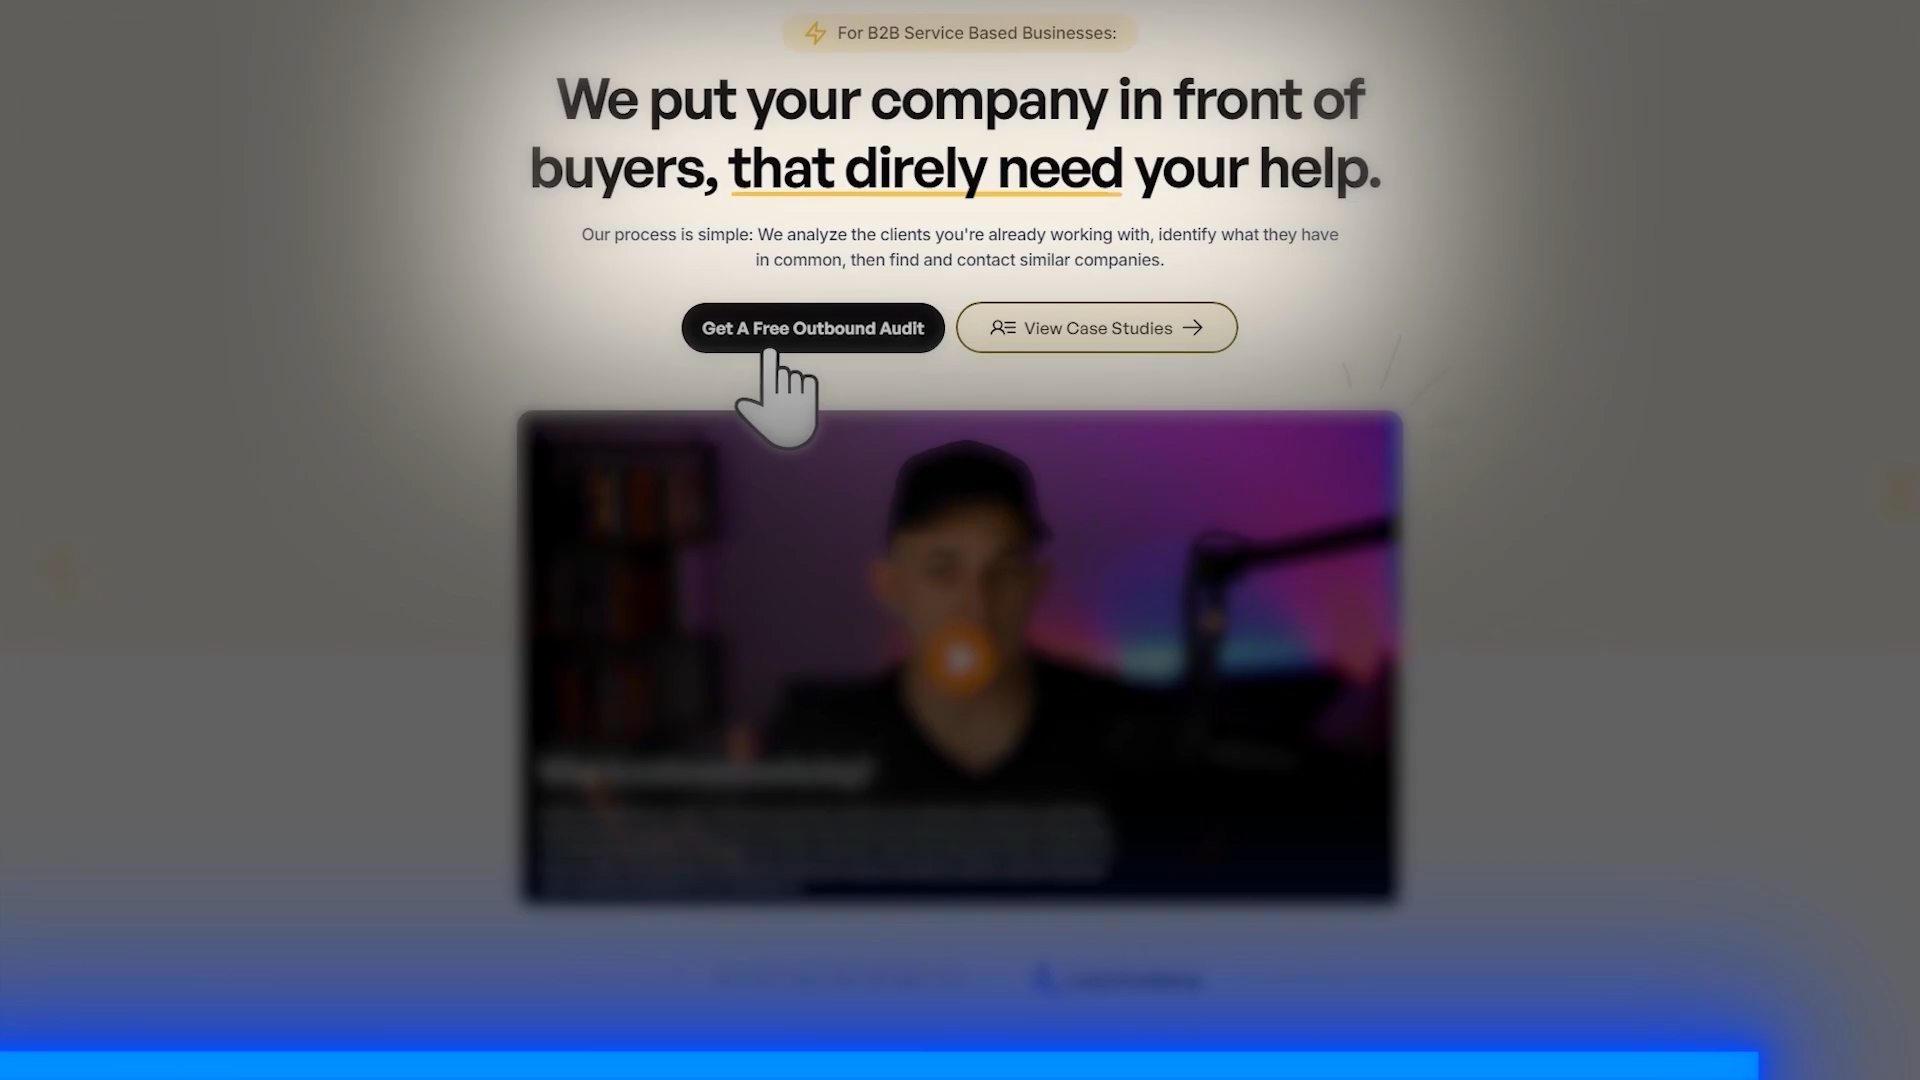 For B2B Service Based Businesses:
We put your company in front of
buyers, that direly need your help.
Our process is simple: We analyze the clients you're already working with, identify what they have
in common, then find and contact similar companies.
Get A Free Outbound Audit
View Case Studies